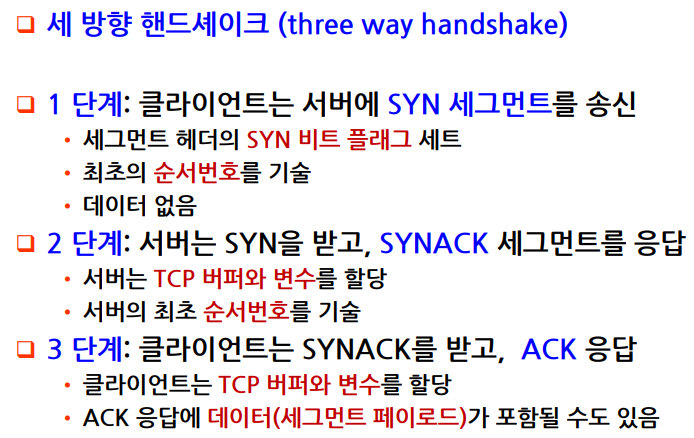 ❑ 세 방향 핸드셰이크 (three way handshake)
❑ 1 단계: 클라이언트는 서버에 SYN 세그먼트를 송신
• 세그먼트 헤더의 SYN 비트 플래그 세트
• 최초의 순서번호를 기술
• 데이터 없음
❑ 2 단계: 서버는 SYN을 받고, SYNACK 세그먼트를 응답
• 서버는 TCP 버퍼와 변수를 할당
• 서버의 최초 순서번호를 기술
❑ 3 단계: 클라이언트는 SYNACK를 받고, ACK 응답
• 클라이언트는 TCP 버퍼와 변수를 할당
• ACK 응답에 데이터(세그먼트 페이로드)가 포함될 수도 있음